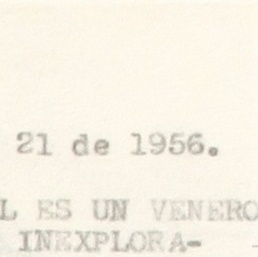 21 de 1956.
L ES UN VENERO
INEXPLORA-